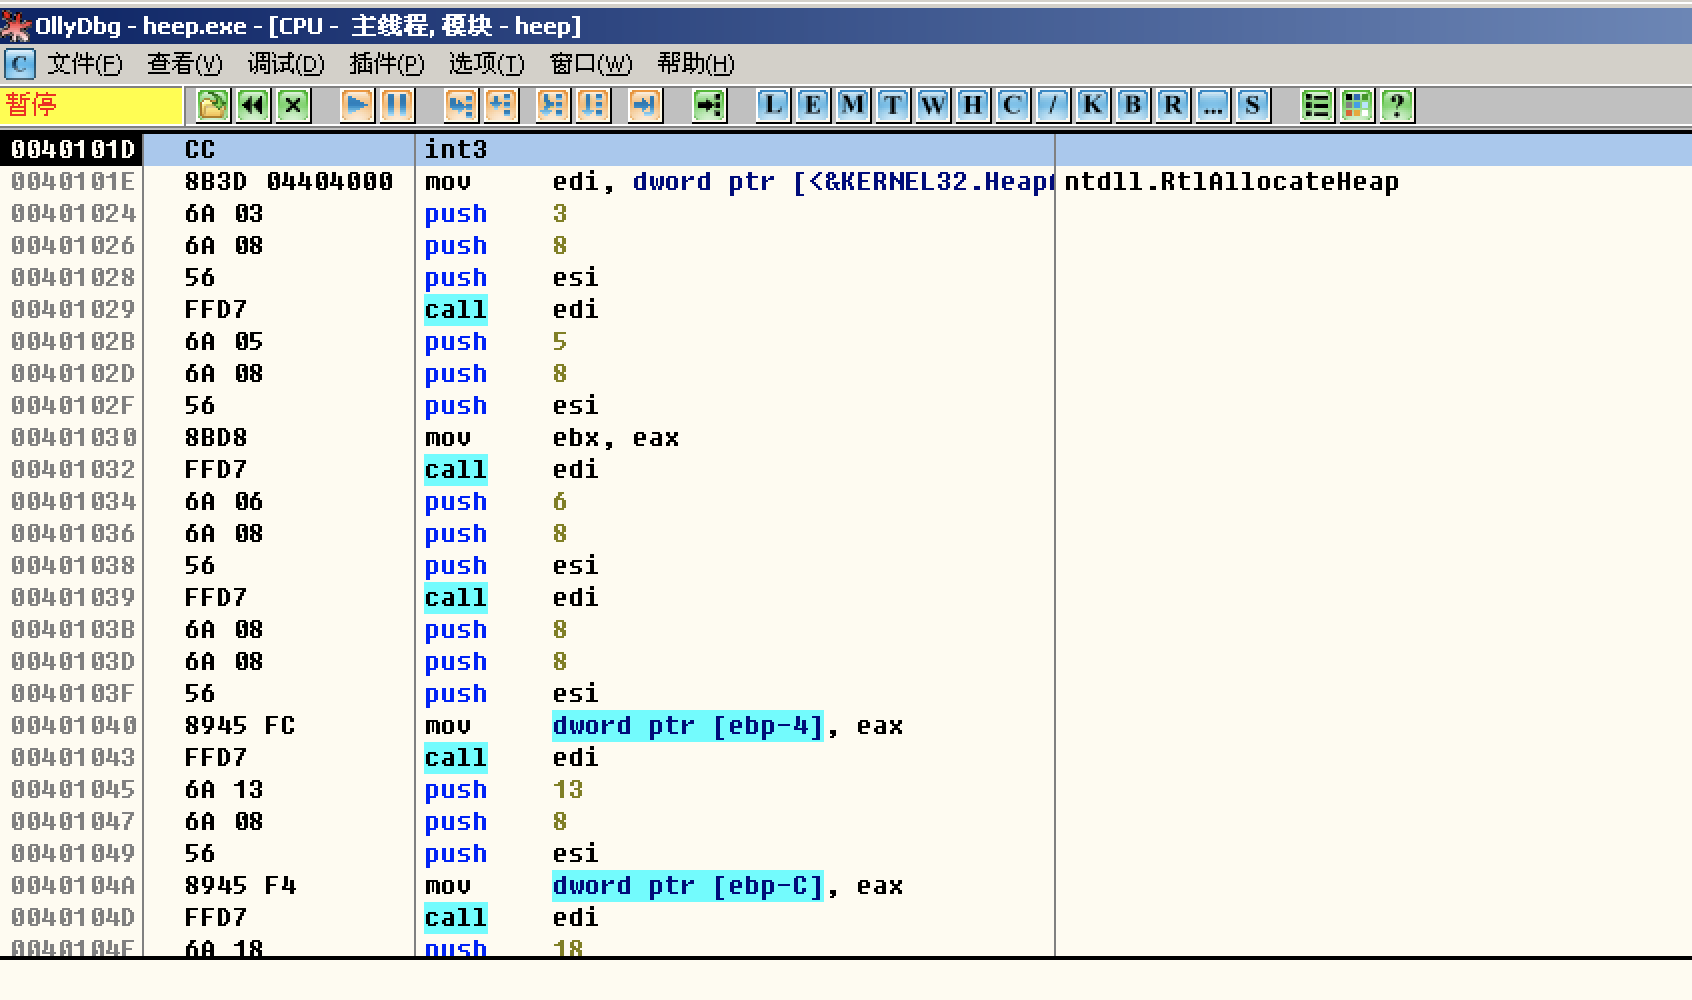 OllyDbg - heep.exe - [CPU - 主线程, 模块 - heep]
C 文件(F) 查看(V) 调试(D) 插件(P) 选项(T) 窗口(W) 帮助(H)
暂停 L E M T W H C / K B R ... S ?
0040101D CC int3
0040101E 8B3D 04404000 mov edi, dword ptr [<&KERNEL32.Heap ntdll.RtlAllocateHeap
00401024 6A 03 push 3
00401026 6A 08 push 8
00401028 56 push esi
00401029 FFD7 call edi
0040102B 6A 05 push 5
0040102D 6A 08 push 8
0040102F 56 push esi
00401030 8BD8 mov ebx, eax
00401032 FFD7 call edi
00401034 6A 06 push 6
00401036 6A 08 push 8
00401038 56 push esi
00401039 FFD7 call edi
0040103B 6A 08 push 8
0040103D 6A 08 push 8
0040103F 56 push esi
00401040 8945 FC mov dword ptr [ebp-4], eax
00401043 FFD7 call edi
00401045 6A 13 push 13
00401047 6A 08 push 8
00401049 56 push esi
0040104A 8945 F4 mov dword ptr [ebp-C], eax
0040104D FFD7 call edi
0040104F 6A 18 push 18